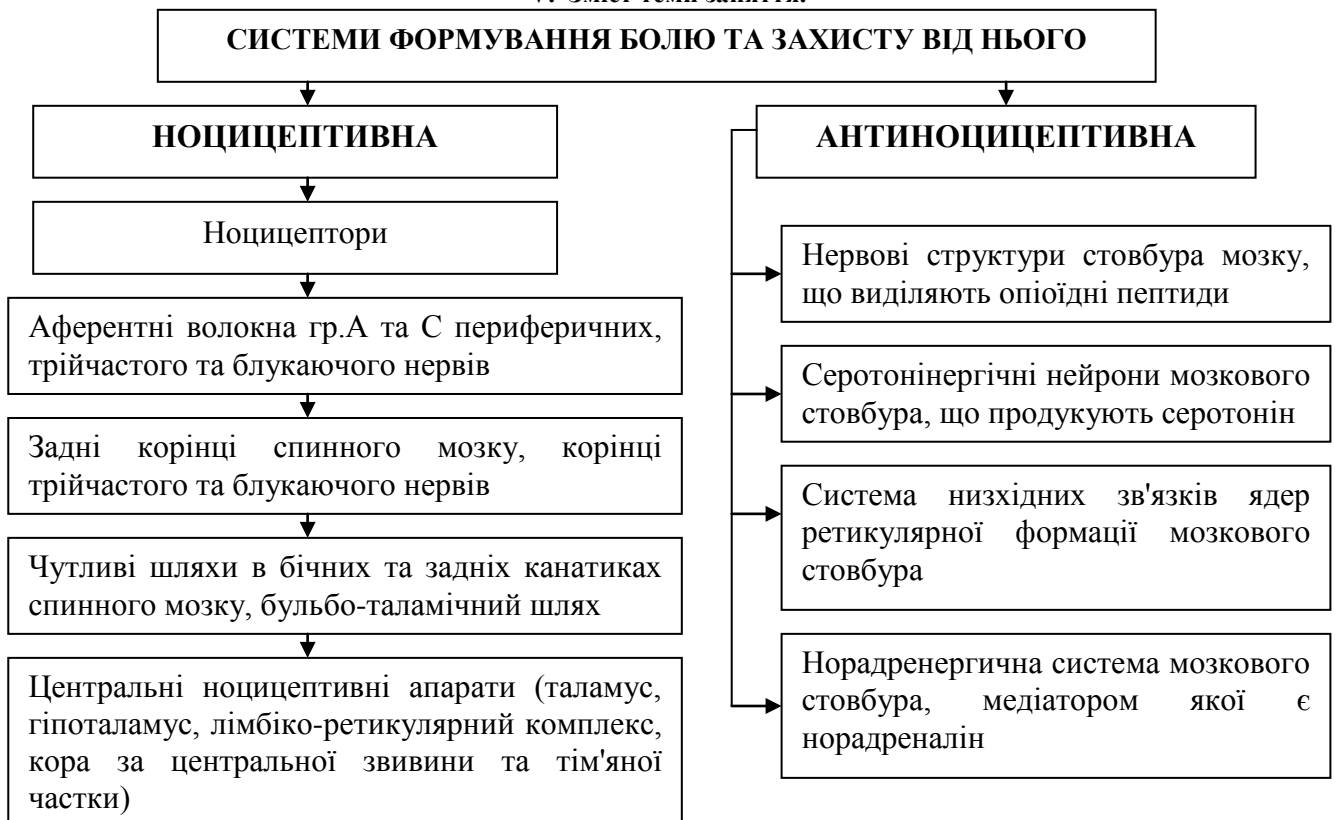 СИСТЕМИ ФОРМУВАННЯ БОЛЮ ТА ЗАХИСТУ ВІД НЬОГО
НОЦИЦЕПТИВНА
Ноцицептори
Аферентні волокна гр.А та С периферичних,
трійчастого та блукаючого нервів
Задні корінці спинного мозку, корінці
трійчастого та блукаючого нервів
Чутливі шляхи в бічних та задніх канатиках
спинного мозку, бульбо-таламічний шлях
Центральні ноцицептивні апарати (таламус,
гіпоталамус, лімбіко-ретикулярний комплекс,
кора за центральної звивини та тім'яної
частки)
АНТИНОЦИЦЕПТИВНА
Нервові структури стовбура мозку,
що виділяють опіоїдні пептиди
Серотонінергічні нейрони мозкового
стовбура, що продукують серотонін
Система низхідних зв'язків ядер
ретикулярної формації мозкового
стовбура
Норадренергична система мозкового
стовбура, медіатором якої є
норадреналін